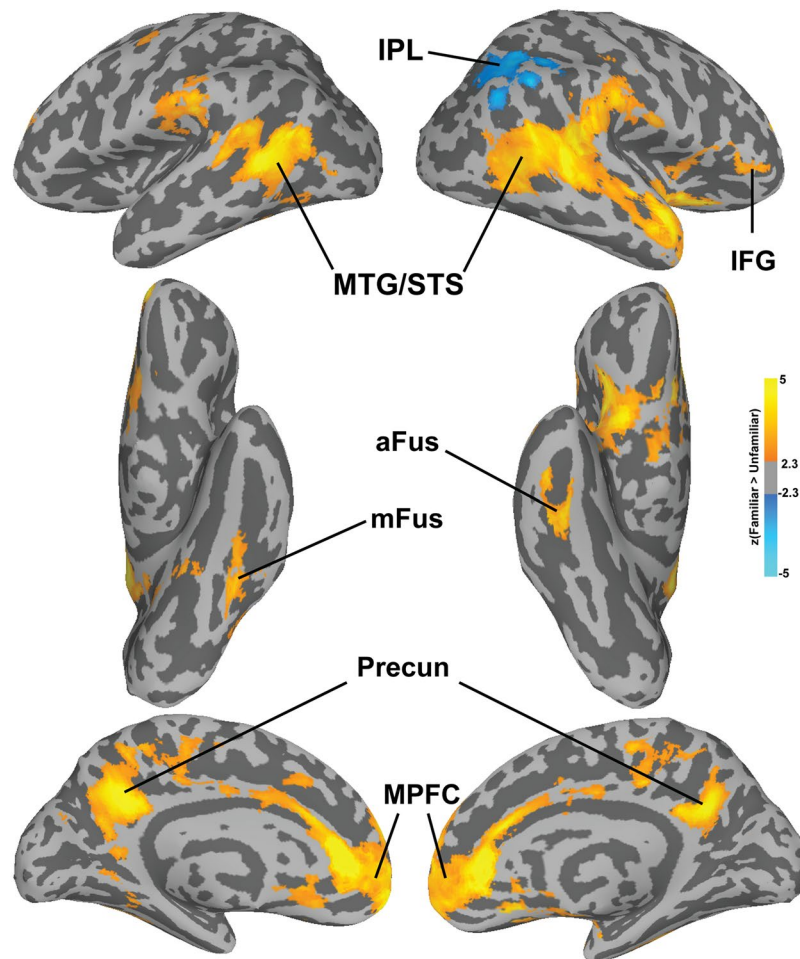 IPL
IFG
MTG/STS
aFus
mFus
5
2.3
-2.3
-5
z(Familiar > Unfamiliar)
Precun
MPFC